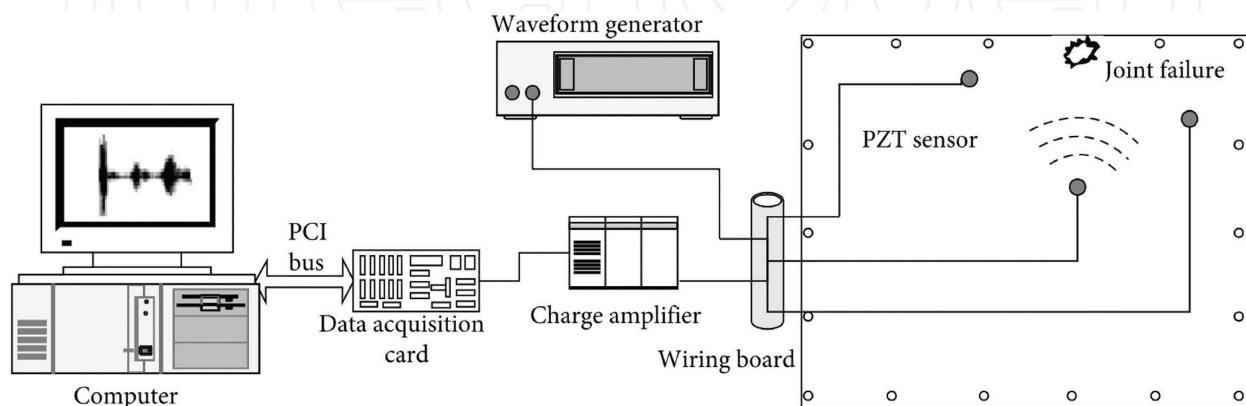 Waveform generator
Joint failure
PZT sensor
PCI
bus
Data acquisition
card
Charge amplifier
Wiring board
Computer